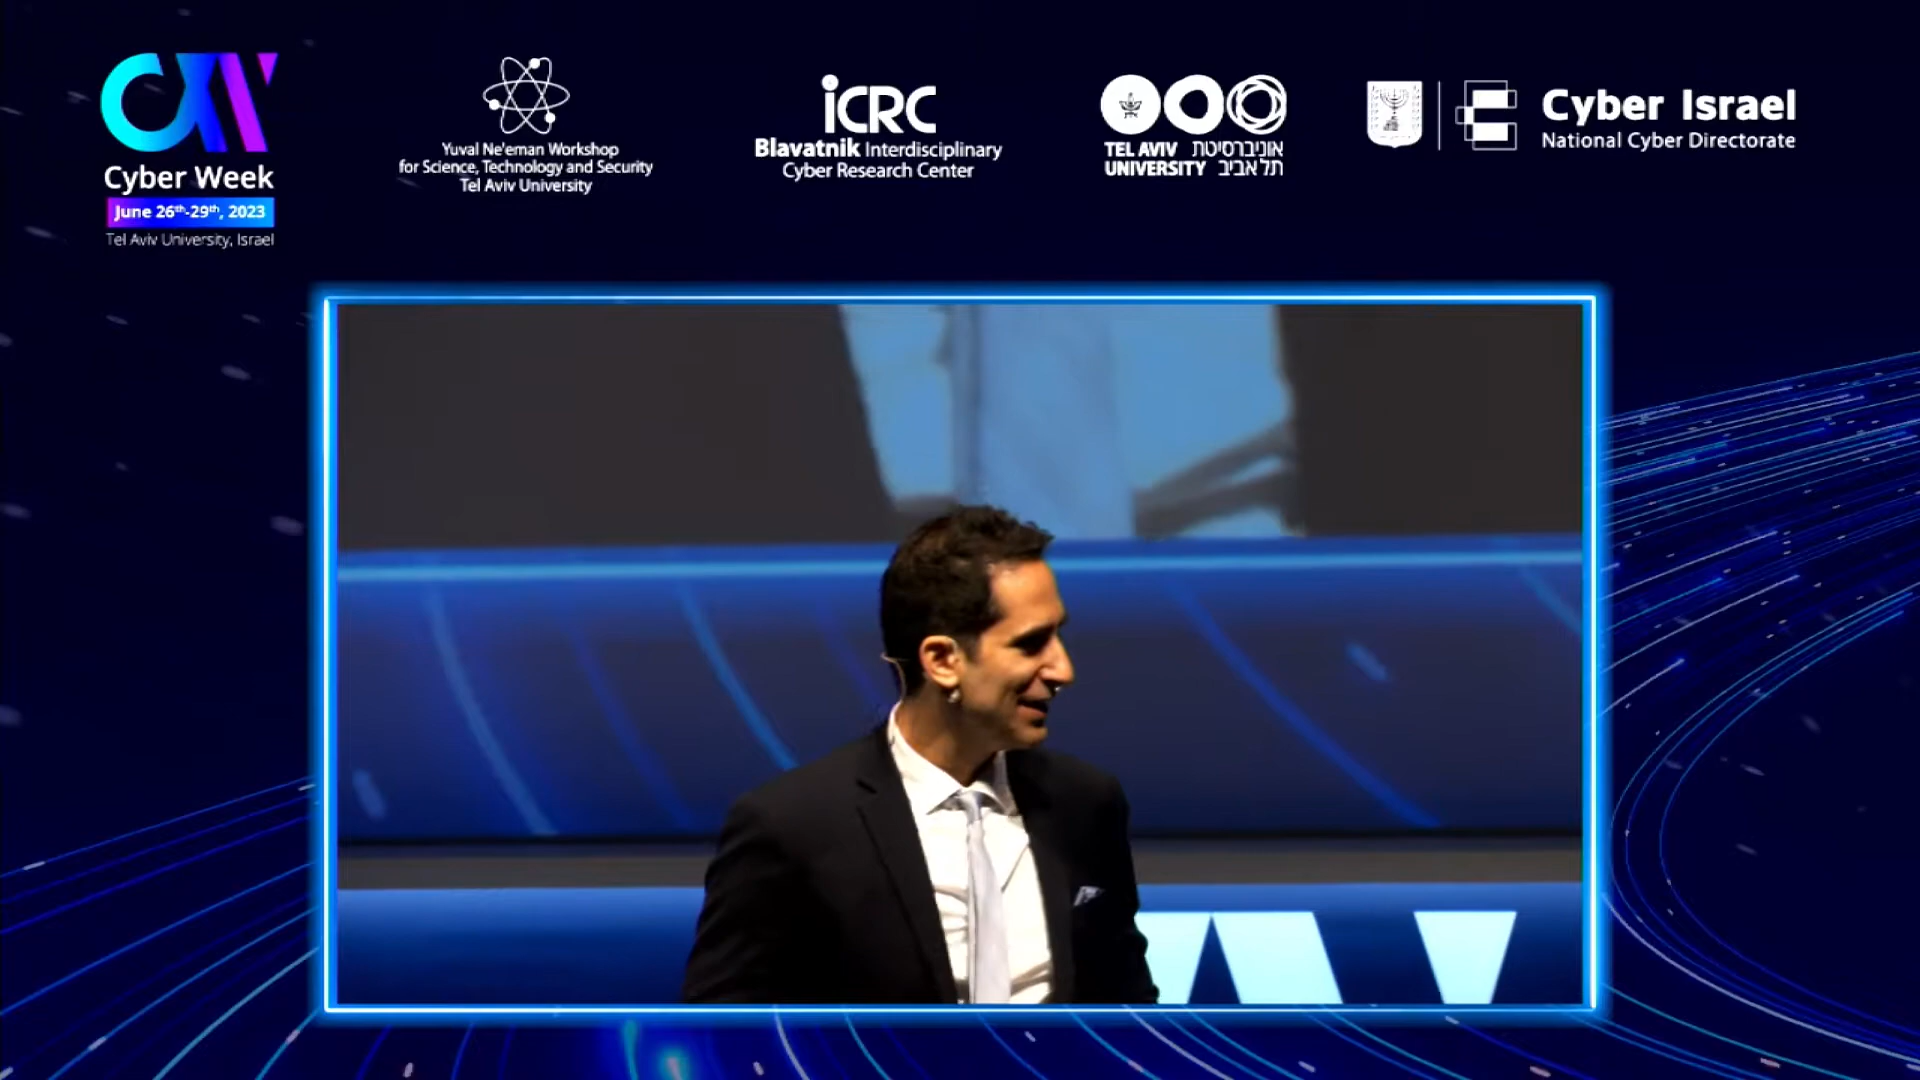 Cyber Week
June 26th-29th, 2023
Tel Aviv University, Israel
Yuval Ne'eman Workshop
for Science, Technology and Security
Tel Aviv University
iCRC
Blavatnik Interdisciplinary
Cyber Research Center
TEL AVIV אוניברסיטת
UNIVERSITY תל אביב
Cyber Israel
National Cyber Directorate